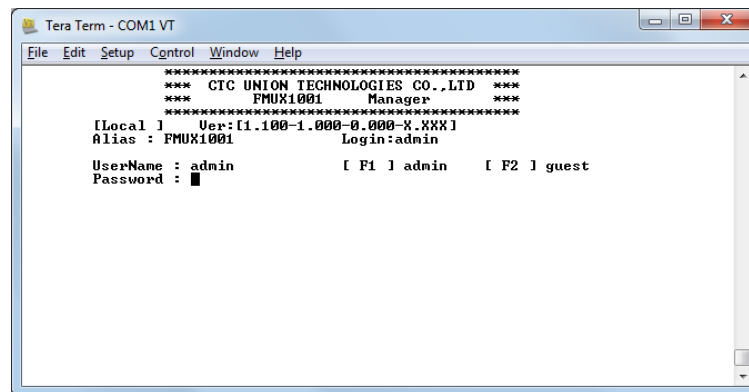 Tera Term - COM1 VT
File Edit Setup Control Window Help
****************************************
*** CTC UNION TECHNOLOGIES CO.,LTD ***
*** FMUX1001 Manager ***
****************************************
[Local ] Ver:[1.100-1.000-0.000-X.XXX]
Alias : FMUX1001 Login:admin
UserName : admin [ F1 ] admin [ F2 ] guest
Password :